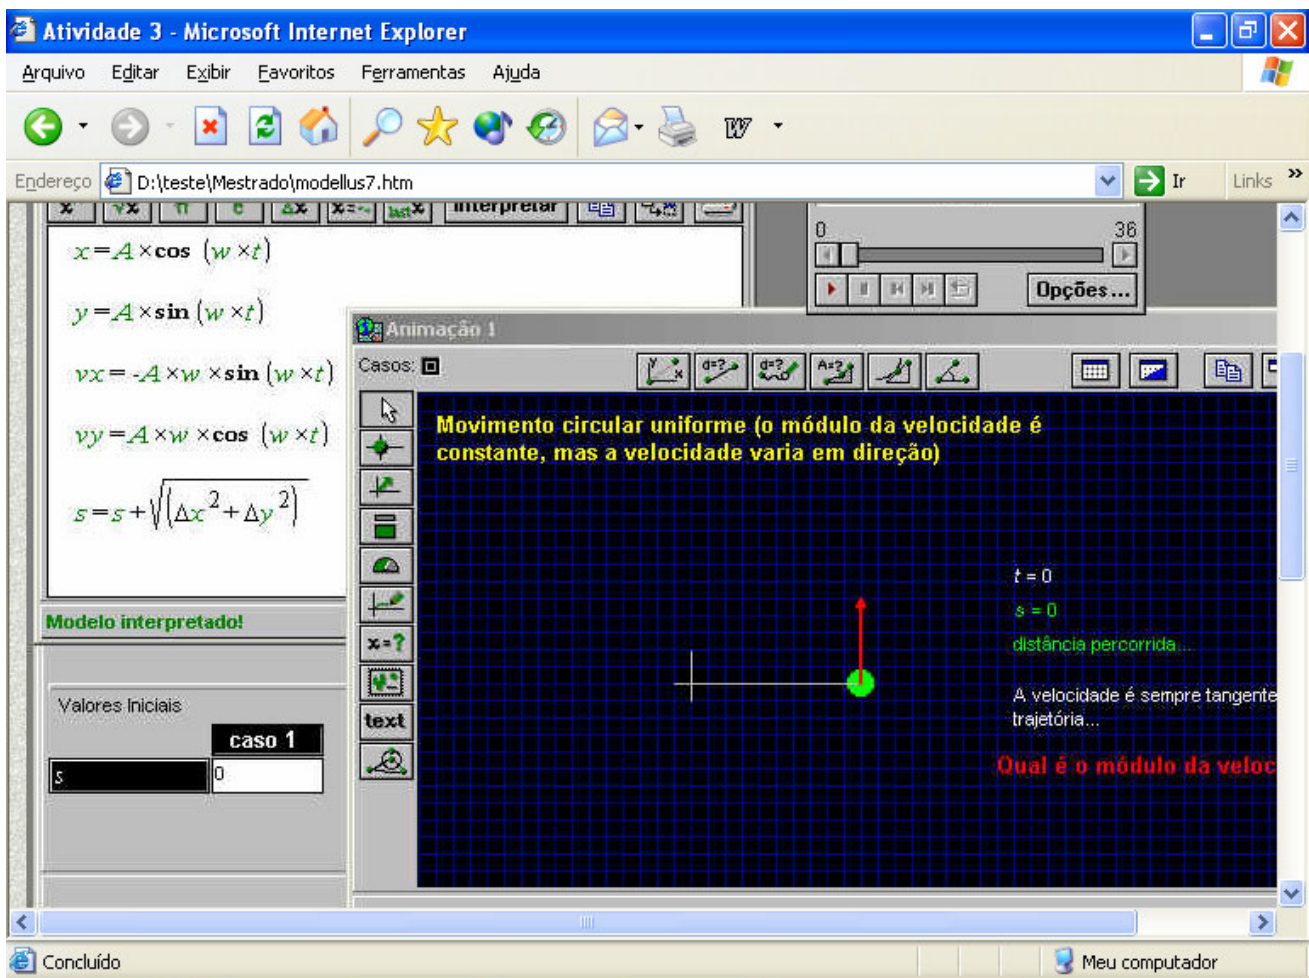 Atividade 3 - Microsoft Internet Explorer
Arquivo Editar Exibir Favoritos Ferramentas Ajuda
W
Endereço D:\teste\Mestrado\modellus7.htm Ir Links »
x √x π e Δx last x Interpretar
0 36
Opções...
x = A × cos (w × t)
y = A × sin (w × t)
vx = -A × w × sin (w × t)
vy = A × w × cos (w × t)
s = s + √(Δx² + Δy²)
Modelo interpretado!
Valores Iniciais
caso 1
s 0
Animação 1
Casos:
x=?
text
Movimento circular uniforme (o módulo da velocidade é
constante, mas a velocidade varia em direção)
t = 0
s = 0
distância percorrida...
A velocidade é sempre tangente
trajetória...
Qual é o módulo da veloc
Concluído Meu computador